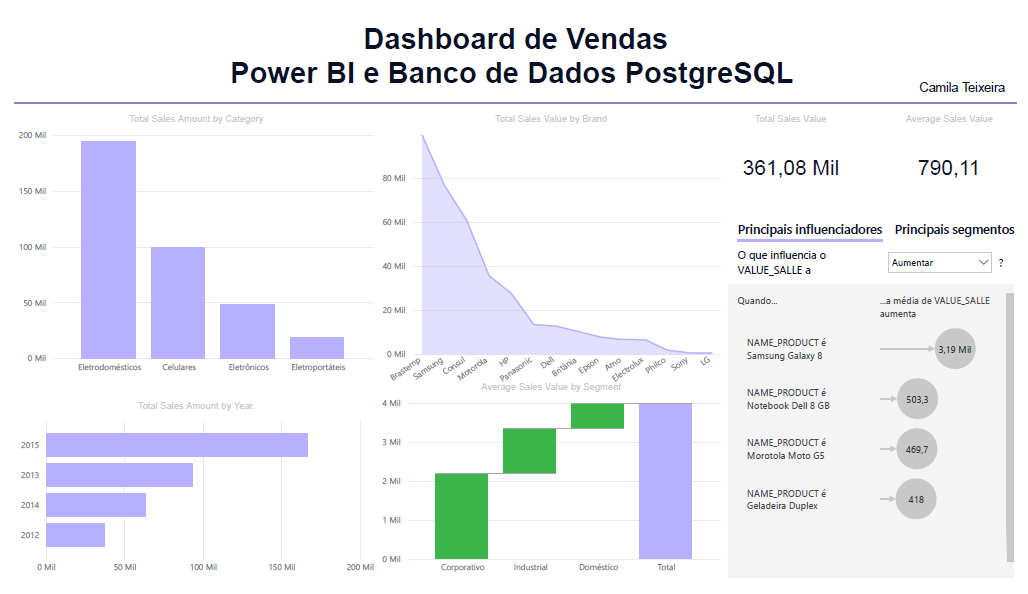 Dashboard de Vendas
Power BI e Banco de Dados PostgreSQL
Camila Teixeira
Total Sales Amount by Category
200 Mil
150 Mil
100 Mil
50 Mil
0 Mil
Eletrodomésticos
Celulares
Eletrônicos
Eletroportáteis
Total Sales Value by Brand
80 Mil
60 Mil
40 Mil
20 Mil
0 Mil
Brastemp
Samsung
Consul
Motorola
HP
Panasonic
Dell
Britânia
Epson
Arno
Electrolux
Philco
Sony
LG
Total Sales Value
361,08 Mil
Average Sales Value
790,11
Principais influenciadores
Principais segmentos
O que influencia o
VALUE_SALLE a
Aumentar
?
Quando...
...a média de VALUE_SALLE
aumenta
NAME_PRODUCT é
Samsung Galaxy 8
3,19 Mil
NAME_PRODUCT é
Notebook Dell 8 GB
503,3
NAME_PRODUCT é
Morotola Moto G5
469,7
NAME_PRODUCT é
Geladeira Duplex
418
Total Sales Amount by Year.
2015
2013
2014
2012
0 Mil
50 Mil
100 Mil
150 Mil
200 Mil
Average Sales Value by Segment
4 Mil
3 Mil
2 Mil
1 Mil
0 Mil
Corporativo
Industrial
Doméstico
Total